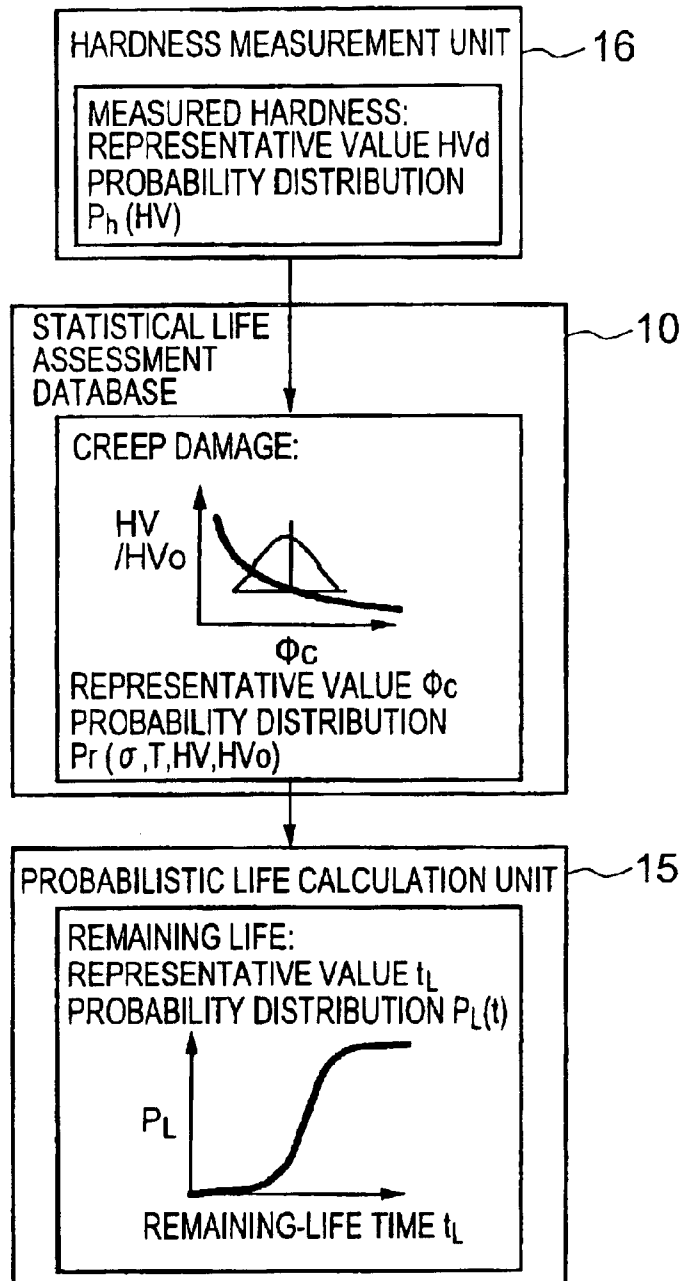 HARDNESS MEASUREMENT UNIT
16
MEASURED HARDNESS:
REPRESENTATIVE VALUE HVd
PROBABILITY DISTRIBUTION
Ph (HV)
STATISTICAL LIFE
ASSESSMENT
DATABASE
10
CREEP DAMAGE:
HV
/HVo
Φc
REPRESENTATIVE VALUE Φc
PROBABILITY DISTRIBUTION
Pr (σ,T,HV,HVo)
PROBABILISTIC LIFE CALCULATION UNIT
15
REMAINING LIFE:
REPRESENTATIVE VALUE tL
PROBABILITY DISTRIBUTION PL(t)
PL
REMAINING-LIFE TIME tL